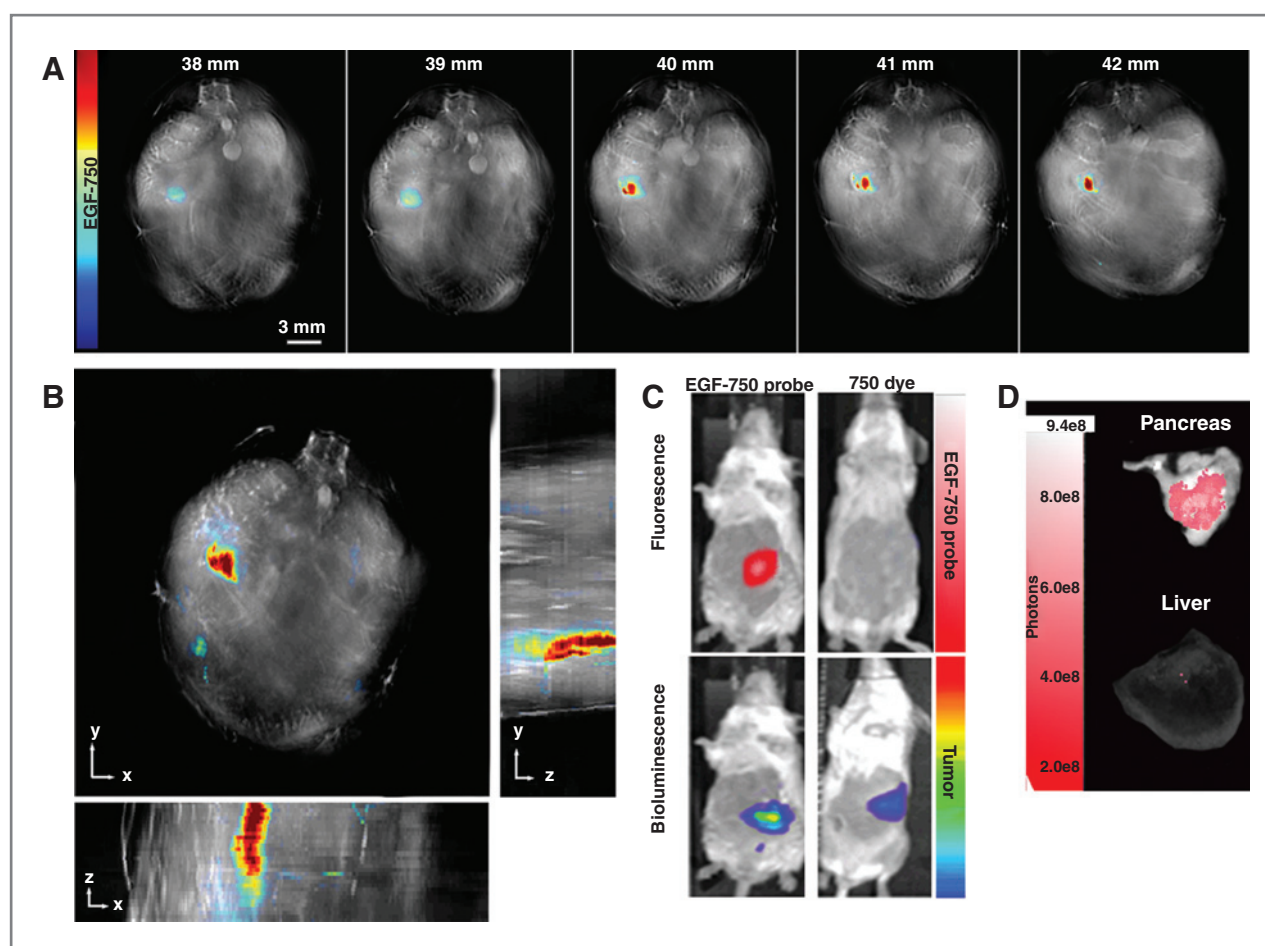 A
38 mm
39 mm
40 mm
41 mm
42 mm
EGF-750
3 mm
B
y
x
y
z
z
x
C
EGF-750 probe
750 dye
Fluorescence
EGF-750 probe
Bioluminescence
Tumor
D
9.4e8
Pancreas
8.0e8
6.0e8
Photons
Liver
4.0e8
2.0e8